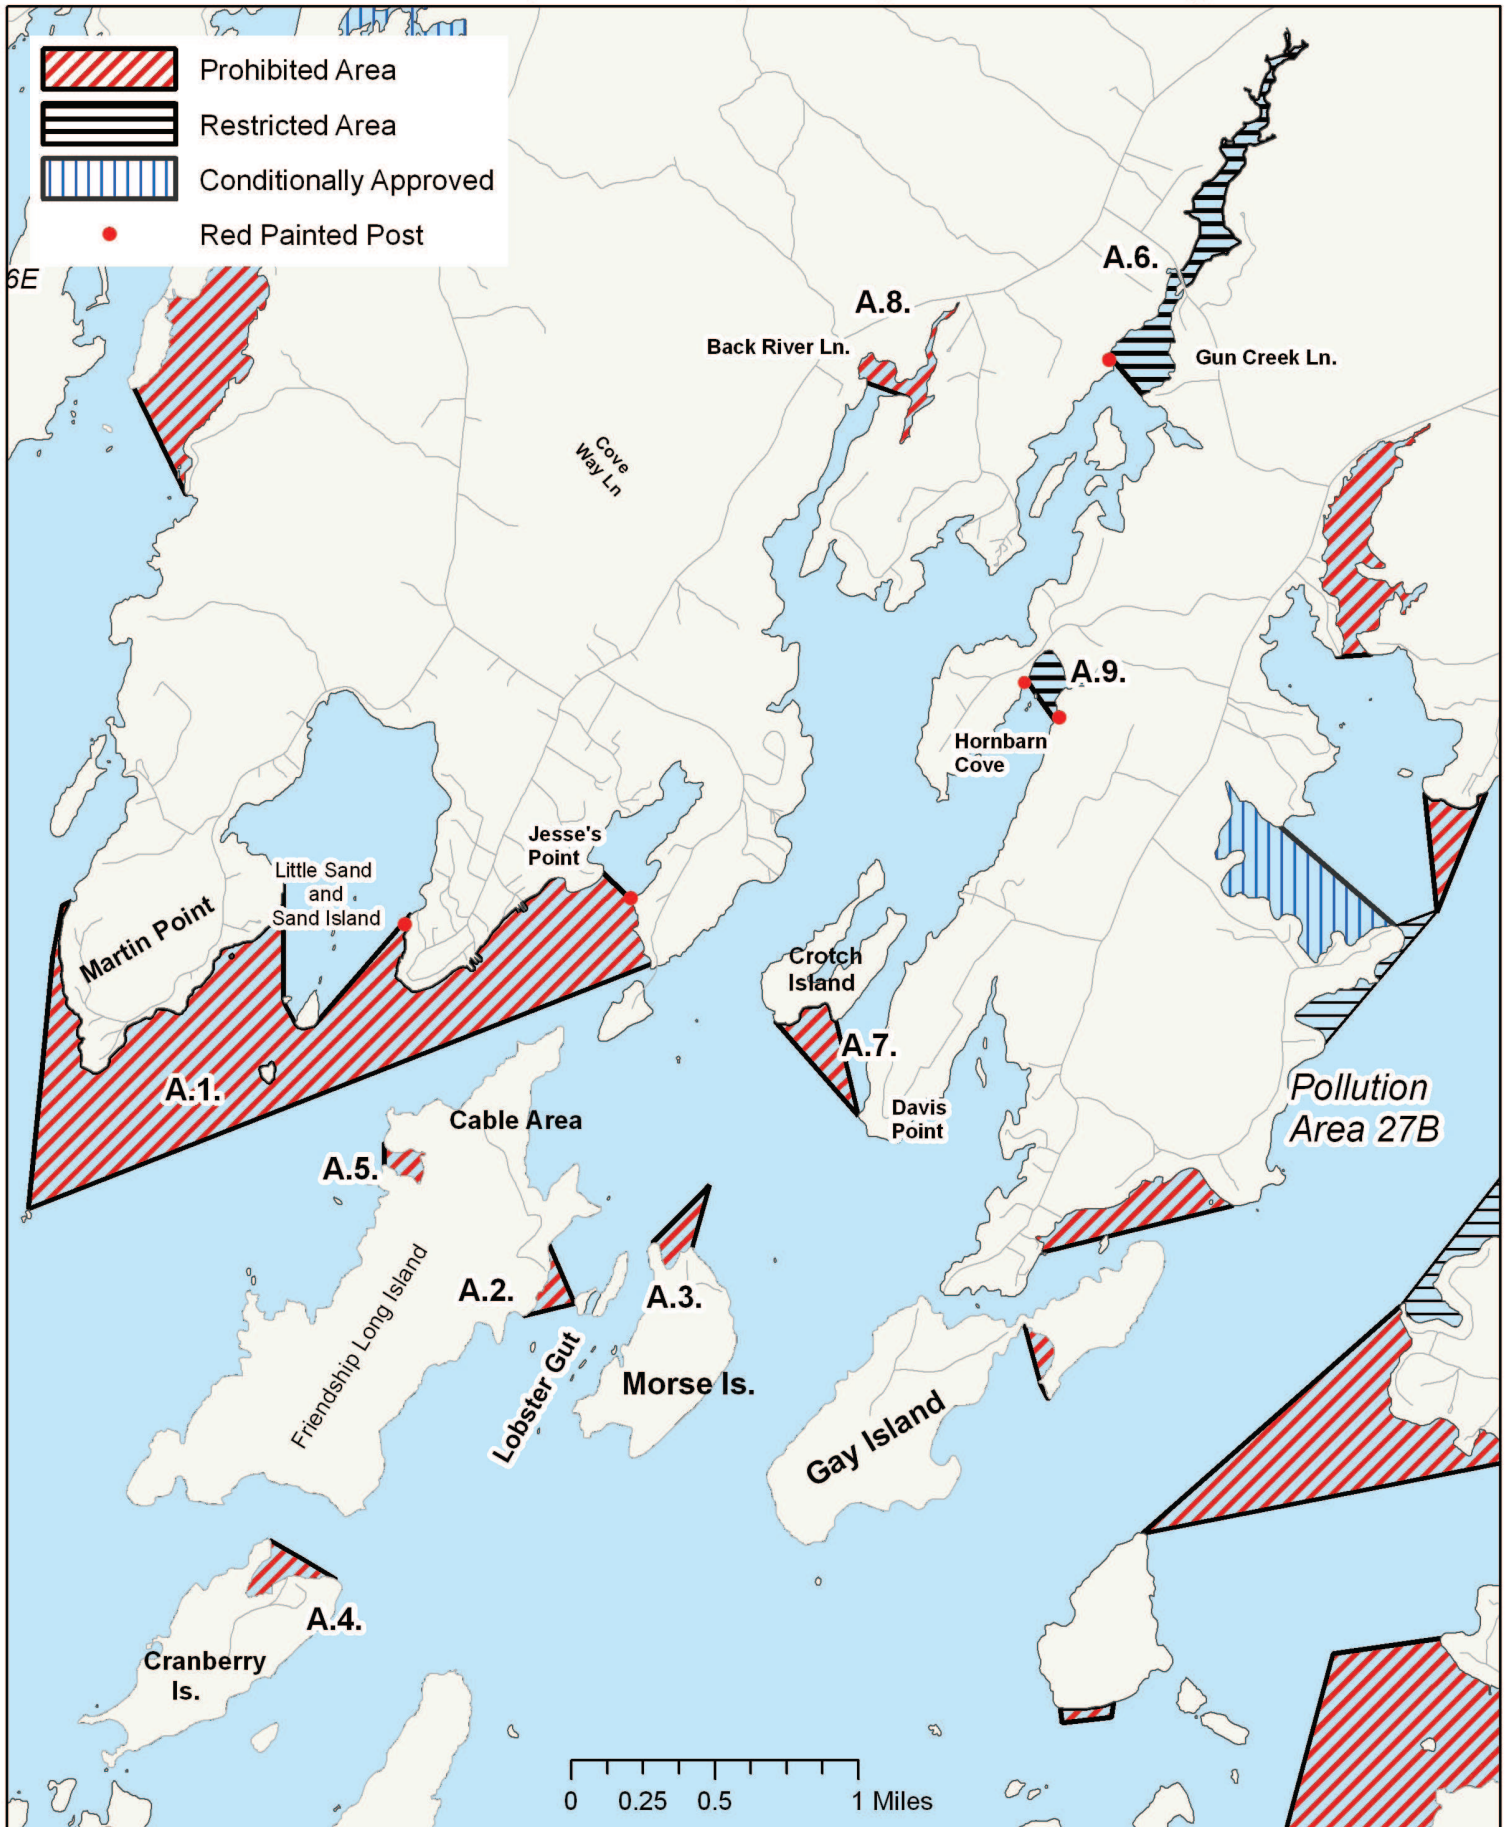 Prohibited Area
Restricted Area
Conditionally Approved
Red Painted Post
6E
A.6.
A.8.
Back River Ln.
Gun Creek Ln.
Cove
Way Ln
A.9.
Hornbarn
Cove
Jesse's
Point
Little Sand
and
Sand Island
Martin Point
Crotch
Island
A.7.
A.1.
Pollution
Area 27B
Davis
Point
Cable Area
A.5.
A.2.
A.3.
Friendship Long Island
Lobster Gut
Morse Is.
Gay Island
A.4.
Cranberry
Is.
0 0.25 0.5 1 Miles